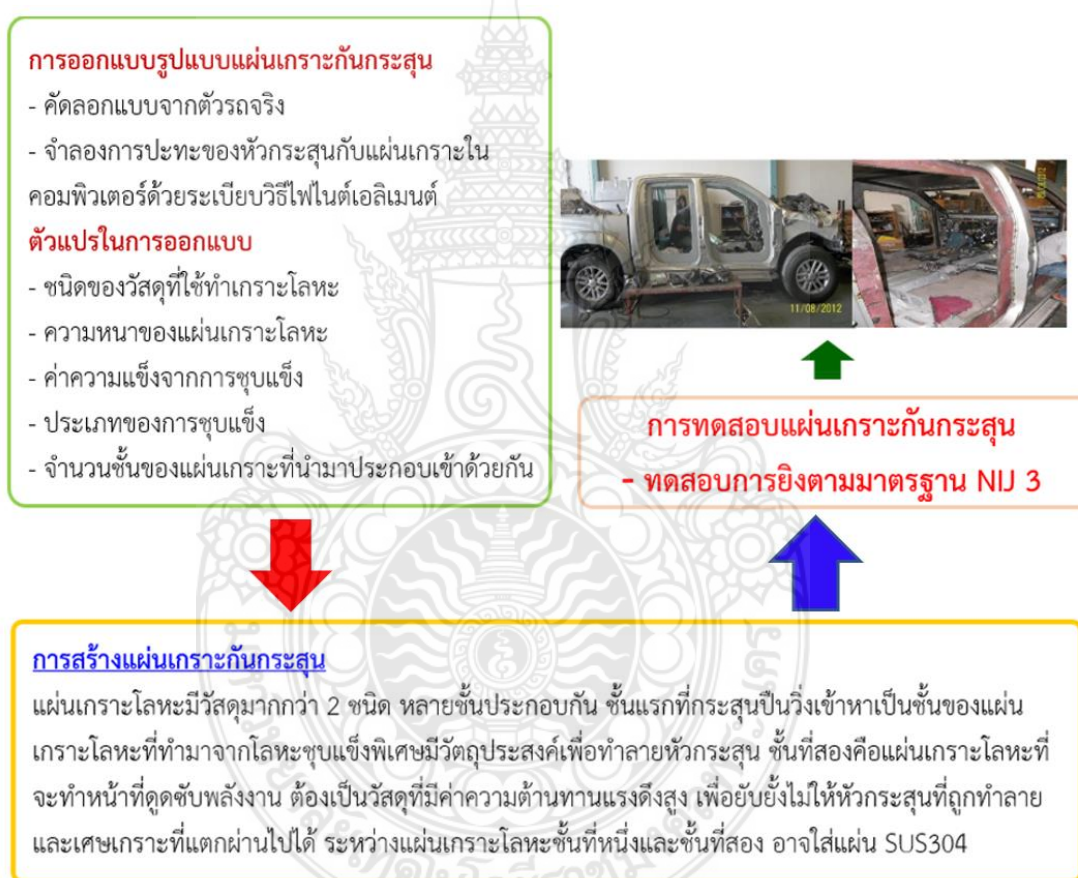 การออกแบบรูปแบบแผ่นเกราะกันกระสุน
- คัดลอกแบบจากตัวรถจริง
- จำลองการปะทะของหัวกระสุนกับแผ่นเกราะใน
คอมพิวเตอร์ด้วยระเบียบวิธีไฟไนต์เอลิเมนต์
ตัวแปรในการออกแบบ
- ชนิดของวัสดุที่ใช้ทำเกราะโลหะ
- ความหนาของแผ่นเกราะโลหะ
- ค่าความแข็งจากการชุบแข็ง
- ประเภทของการชุบแข็ง
- จำนวนชั้นของแผ่นเกราะที่นำมาประกอบเข้าด้วยกัน
11/08/2012
การทดสอบแผ่นเกราะกันกระสุน
- ทดสอบการยิงตามมาตรฐาน NIJ 3
การสร้างแผ่นเกราะกันกระสุน
แผ่นเกราะโลหะมีวัสดุมากกว่า 2 ชนิด หลายชั้นประกอบกัน ชั้นแรกที่กระสุนปืนวิ่งเข้าหาเป็นชั้นของแผ่น
เกราะโลหะที่ทำมาจากโลหะชุบแข็งพิเศษมีวัตถุประสงค์เพื่อทำลายหัวกระสุน ชั้นที่สองคือแผ่นเกราะโลหะที่
จะทำหน้าที่ดูดซับพลังงาน ต้องเป็นวัสดุที่มีค่าความต้านทานแรงดึงสูง เพื่อยับยั้งไม่ให้หัวกระสุนที่ถูกทำลาย
และเศษเกราะที่แตกผ่านไปได้ ระหว่างแผ่นเกราะโลหะชั้นที่หนึ่งและชั้นที่สอง อาจใส่แผ่น SUS304